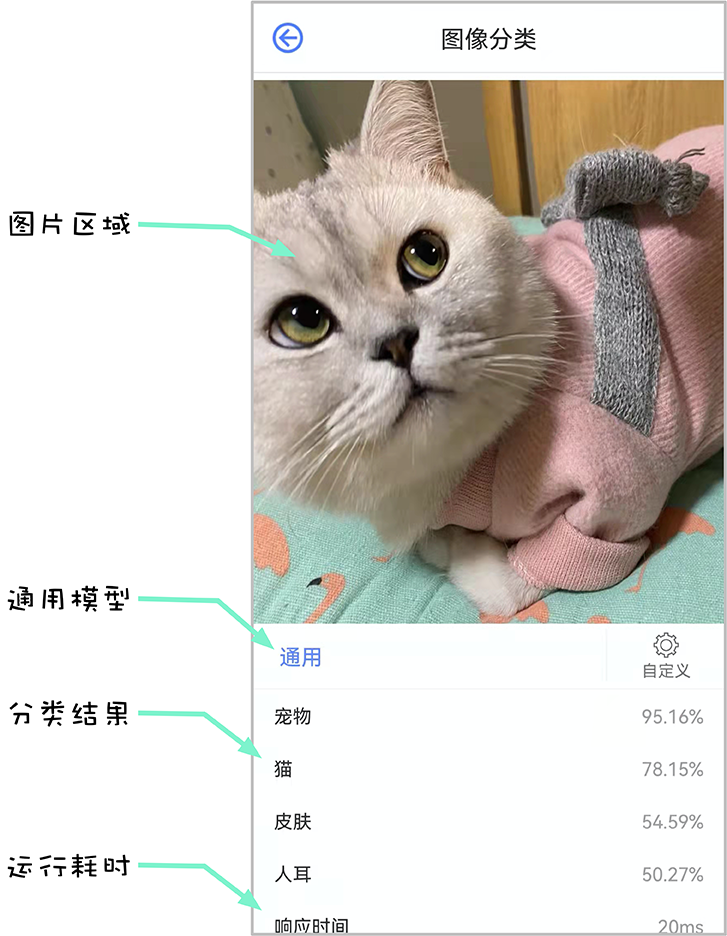 图像分类
图片区域
通用模型
通用
自定义
分类结果
宠物 95.16%
猫 78.15%
皮肤 54.59%
人耳 50.27%
运行耗时
响应时间 20ms